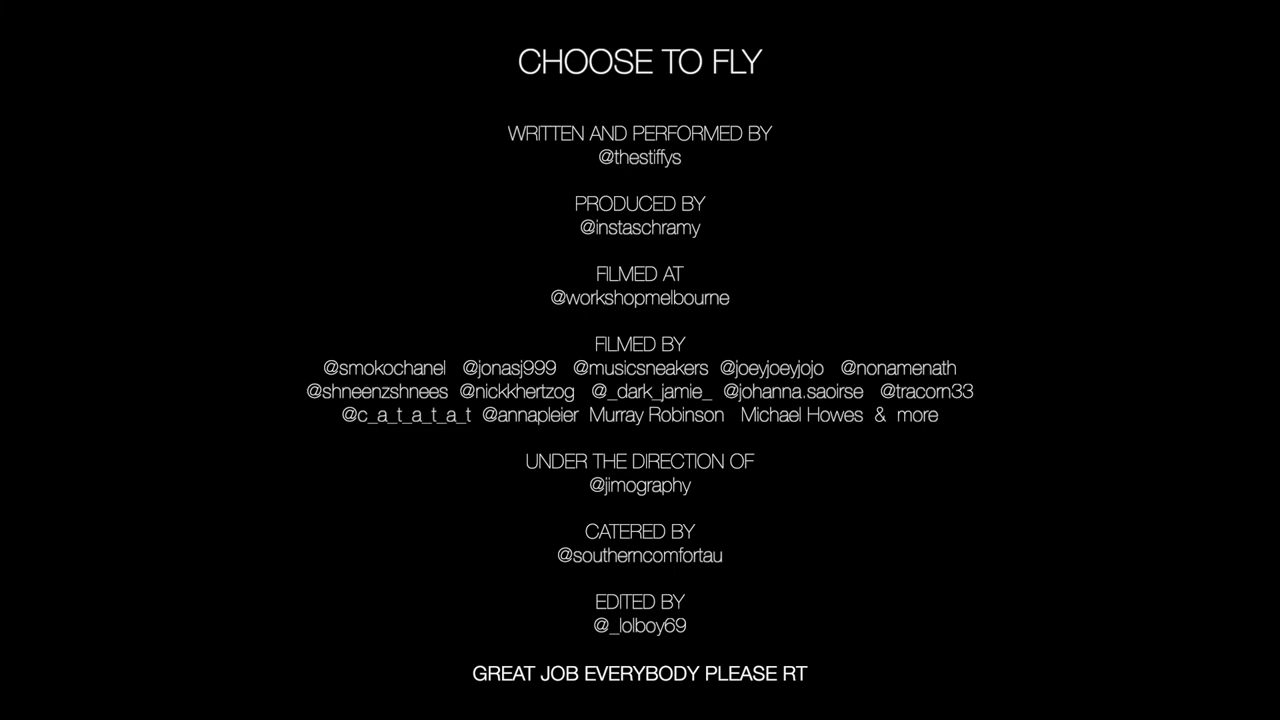 CHOOSE TO FLY
WRITTEN AND PERFORMED BY
@thestiffys
PRODUCED BY
@instaschramy
FILMED AT
@workshopmelbourne
FILMED BY
@smokochanel @jonasj999 @musicsneakers @joeyjoeyjojo @nonamenath
@shneenzshnees @nickkhertzog @_dark_jamie_ @johanna.saoirse @tracorn33
@c_a_t_a_t_a_t @annapleier Murray Robinson Michael Howes & more
UNDER THE DIRECTION OF
@jimography
CATERED BY
@southerncomfortau
EDITED BY
@_lolboy69
GREAT JOB EVERYBODY PLEASE RT